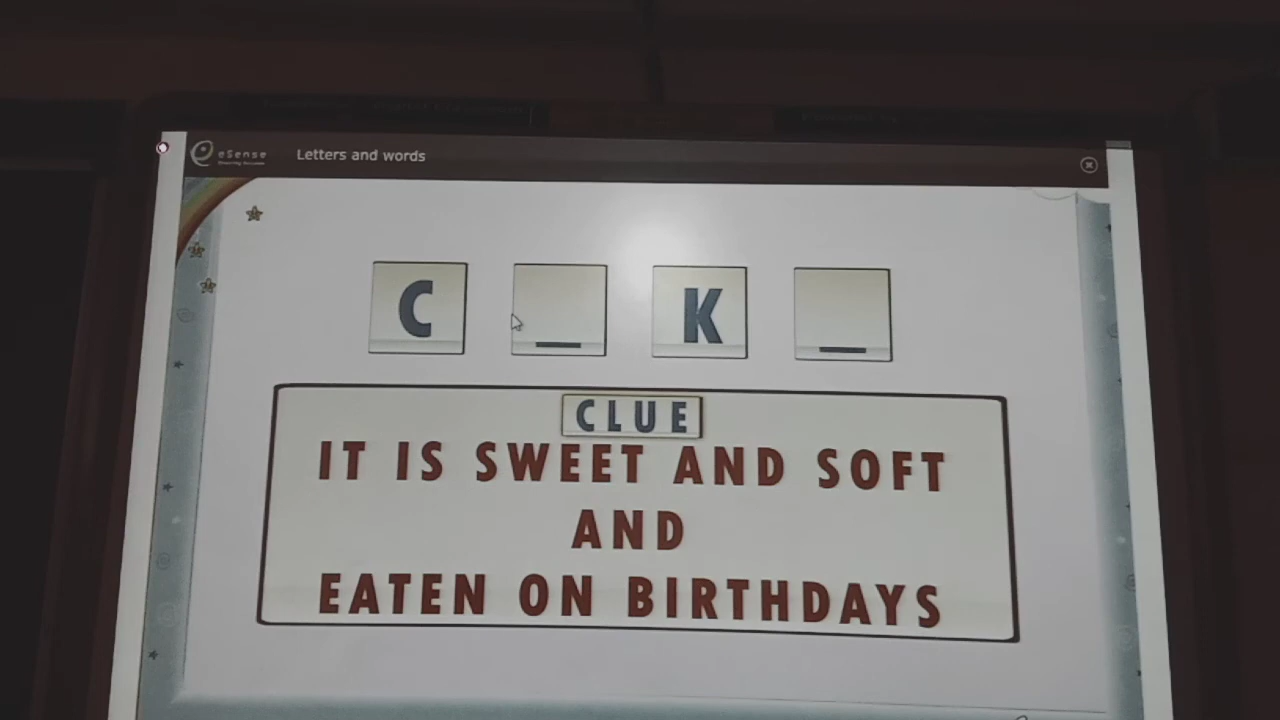 eSense
Letters and words
C _ K _
CLUE
IT IS SWEET AND SOFT
AND
EATEN ON BIRTHDAYS